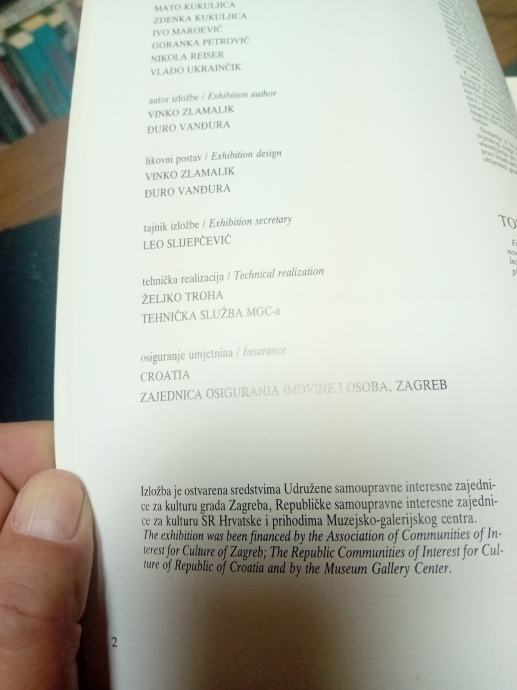 MATO KUKULJICA
ZDENKA KUKULJICA
IVO MAROEVIĆ
GORANKA PETROVIĆ
NIKOLA REISER
VLADO UKRAINČIK
autor izložbe / Exhibition author
VINKO ZLAMALIK
ĐURO VANĐURA
likovni postav / Exhibition design
VINKO ZLAMALIK
ĐURO VANĐURA
tajnik izložbe / Exhibition secretary
LEO SLIJEPČEVIĆ
tehnička realizacija / Technical realization
ŽELJKO TROHA
TEHNIČKA SLUŽBA MGC-a
osiguranje umjetnina / Insurance
CROATIA
ZAJEDNICA OSIGURANJA IMOVINE I OSOBA, ZAGREB
Izložba je ostvarena sredstvima Udružene samoupravne interesne zajedni-
ce za kulturu grada Zagreba, Republičke samoupravne interesne zajedni-
ce za kulturu SR Hrvatske i prihodima Muzejsko-galerijskog centra.
The exhibition was been financed by the Association of Communities of In-
terest for Culture of Zagreb; The Republic Communities of Interest for Cul-
ture of Republic of Croatia and by the Museum Gallery Center.
2